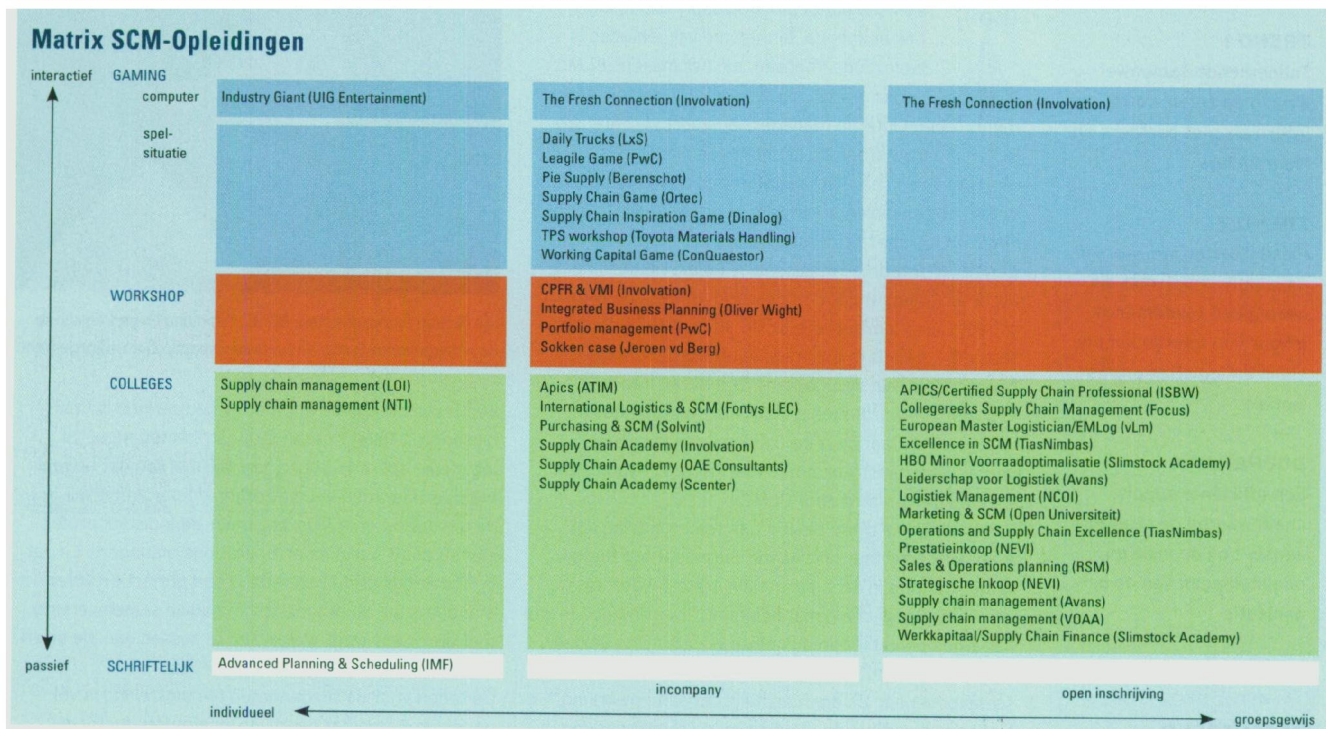 Matrix SCM-Opleidingen
interactief
GAMING
computer
Industry Giant (UIG Entertainment)
The Fresh Connection (Involvation)
The Fresh Connection (Involvation)
spel-
situatie
Daily Trucks (LxS)
Leagile Game (PwC)
Pie Supply (Berenschot)
Supply Chain Game (Ortec)
Supply Chain Inspiration Game (Dinalog)
TPS workshop (Toyota Materials Handling)
Working Capital Game (ConQuaestor)
WORKSHOP
CPFR & VMI (Involvation)
Integrated Business Planning (Oliver Wight)
Portfolio management (PwC)
Sokken case (Jeroen vd Berg)
COLLEGES
Supply chain management (LOI)
Supply chain management (NTI)
Apics (ATIM)
International Logistics & SCM (Fontys ILEC)
Purchasing & SCM (Solvint)
Supply Chain Academy (Involvation)
Supply Chain Academy (OAE Consultants)
Supply Chain Academy (Scenter)
APICS/Certified Supply Chain Professional (ISBW)
Collegereeks Supply Chain Management (Focus)
European Master Logistician/EMLog (vLm)
Excellence in SCM (TiasNimbas)
HBO Minor Voorraadoptimalisatie (Slimstock Academy)
Leiderschap voor Logistiek (Avans)
Logistiek Management (NCOI)
Marketing & SCM (Open Universiteit)
Operations and Supply Chain Excellence (TiasNimbas)
Prestatieinkoop (NEVI)
Sales & Operations planning (RSM)
Strategische Inkoop (NEVI)
Supply chain management (Avans)
Supply chain management (VOAA)
Werkkapitaal/Supply Chain Finance (Slimstock Academy)
passief
SCHRIFTELIJK
Advanced Planning & Scheduling (IMF)
incompany
open inschrijving
individueel
groepsgewijs